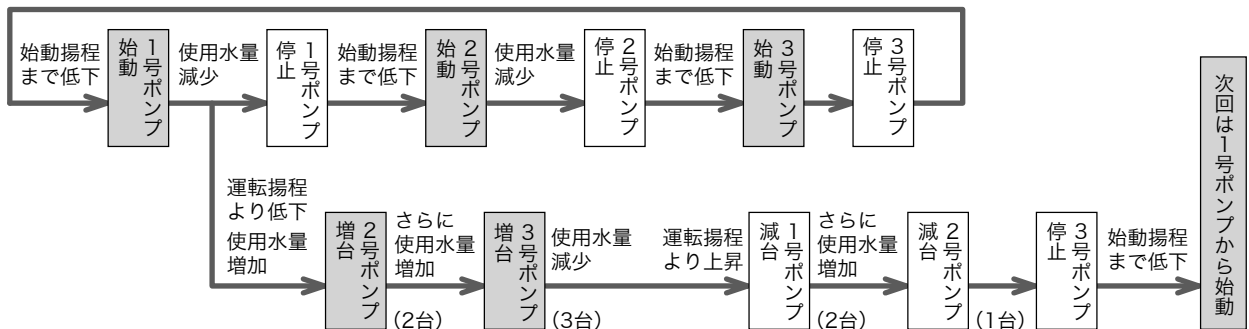 始動揚程
まで低下
1号ポンプ
始動
使用水量
減少
1号ポンプ
停止
始動揚程
まで低下
2号ポンプ
始動
使用水量
減少
2号ポンプ
停止
始動揚程
まで低下
3号ポンプ
始動
3号ポンプ
停止
運転揚程
より低下
使用水量
増加
2号ポンプ
増台
(2台)
さらに
使用水量
増加
3号ポンプ
増台
(3台)
使用水量
減少
運転揚程
より上昇
1号ポンプ
減台
(2台)
さらに
使用水量
増加
2号ポンプ
減台
(1台)
3号ポンプ
停止
始動揚程
まで低下
次回は1号ポンプから始動